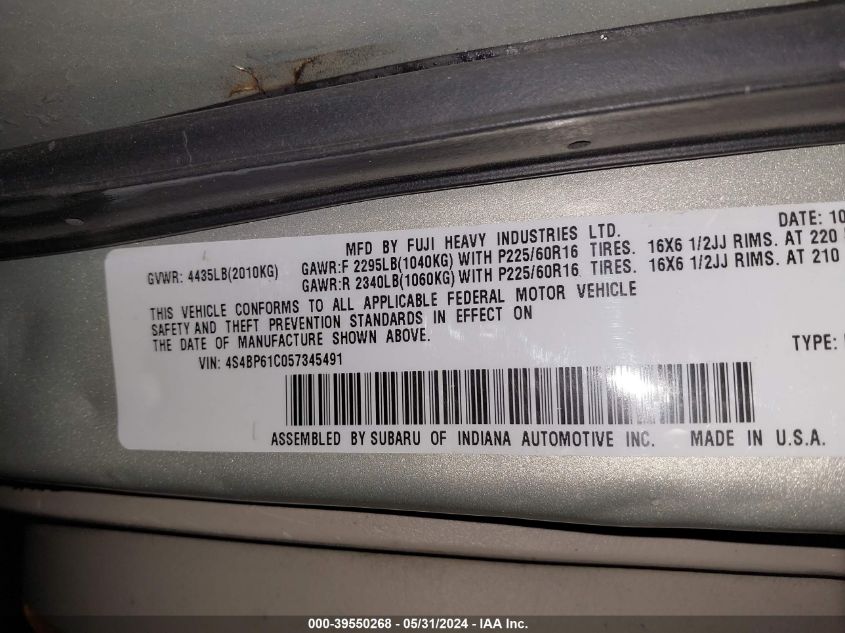 MFD BY FUJI HEAVY INDUSTRIES LTD. DATE: 10
GVWR: 4435LB(2010KG) GAWR:F 2295LB(1040KG) WITH P225/60R16 TIRES. 16X6 1/2JJ RIMS. AT 220
GAWR:R 2340LB(1060KG) WITH P225/60R16 TIRES. 16X6 1/2JJ RIMS. AT 210
THIS VEHICLE CONFORMS TO ALL APPLICABLE FEDERAL MOTOR VEHICLE
SAFETY AND THEFT PREVENTION STANDARDS IN EFFECT ON
THE DATE OF MANUFACTURE SHOWN ABOVE.
VIN: 4S4BP61C057345491 TYPE:
ASSEMBLED BY SUBARU OF INDIANA AUTOMOTIVE INC. MADE IN U.S.A.
000-39550268 - 05/31/2024 - IAA Inc.